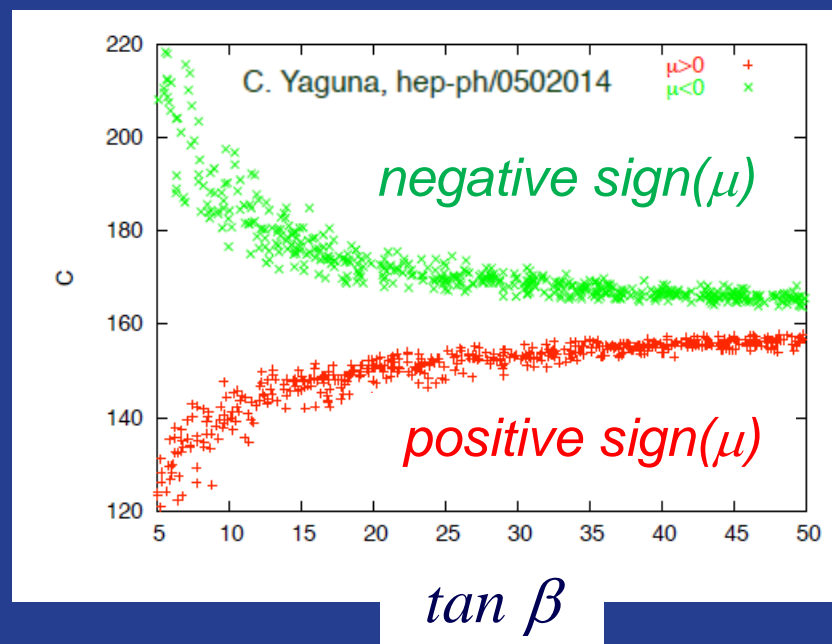 220
200
180
160
140
120
C
C. Yaguna, hep-ph/0502014
μ>0 +
μ<0 ×
negative sign(μ)
positive sign(μ)
5 10 15 20 25 30 35 40 45 50
tan β